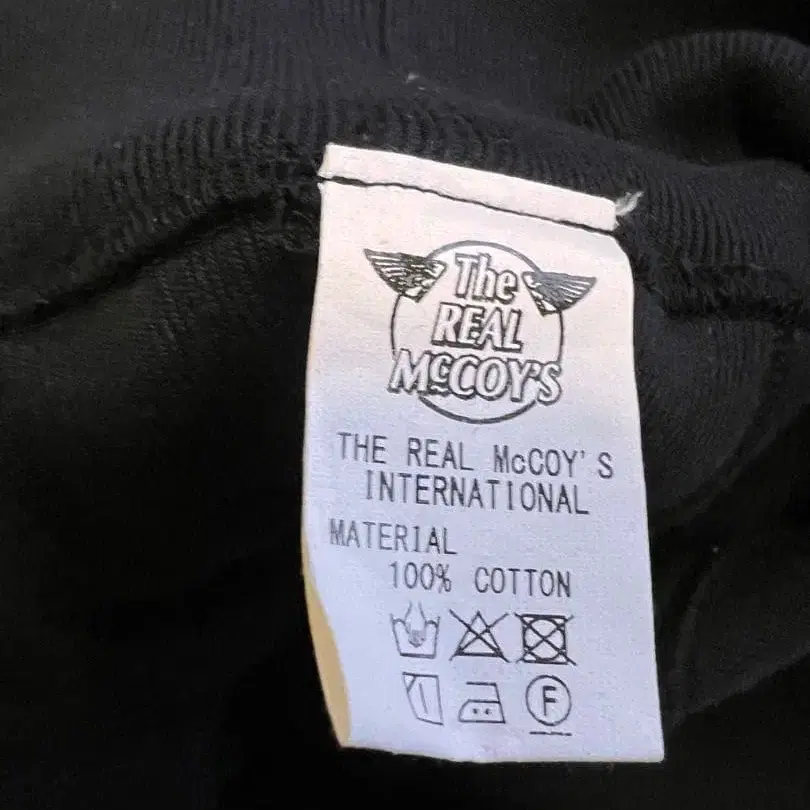 The
REAL
McCOY'S
THE REAL McCOY'S
INTERNATIONAL
MATERIAL
100% COTTON
F